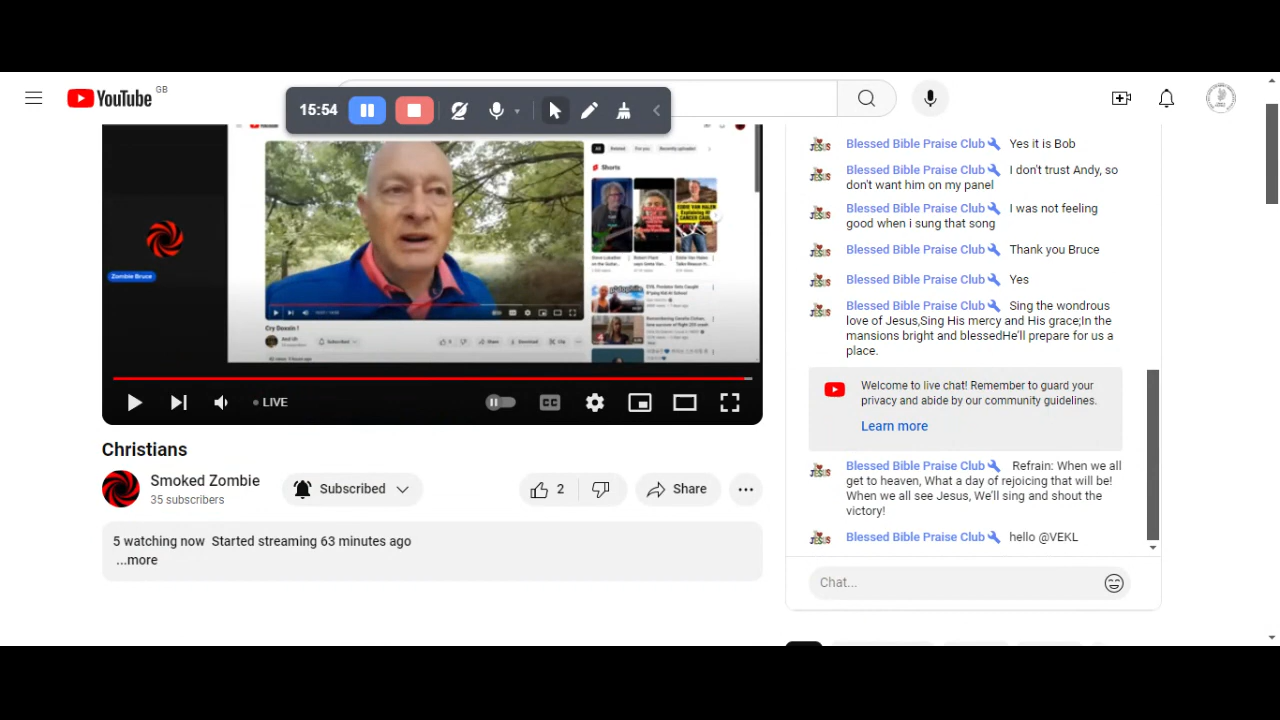 YouTube GB
15:54
Zombie Bruce
All Related For you Recently uploaded
Shorts
Cry Doxxin !
LIVE
CC
Christians
Smoked Zombie
35 subscribers
Subscribed
2
Share
5 watching now Started streaming 63 minutes ago
...more
Blessed Bible Praise Club Yes it is Bob
Blessed Bible Praise Club I don't trust Andy, so
don't want him on my panel
Blessed Bible Praise Club I was not feeling
good when i sung that song
Blessed Bible Praise Club Thank you Bruce
Blessed Bible Praise Club Yes
Blessed Bible Praise Club Sing the wondrous
love of Jesus,Sing His mercy and His grace,In the
mansions bright and blessedHe'll prepare for us a
place.
Welcome to live chat! Remember to guard your
privacy and abide by our community guidelines.
Learn more
Blessed Bible Praise Club Refrain: When we all
get to heaven, What a day of rejoicing that will be!
When we all see Jesus, We'll sing and shout the
victory!
Blessed Bible Praise Club hello @VEKL
Chat...